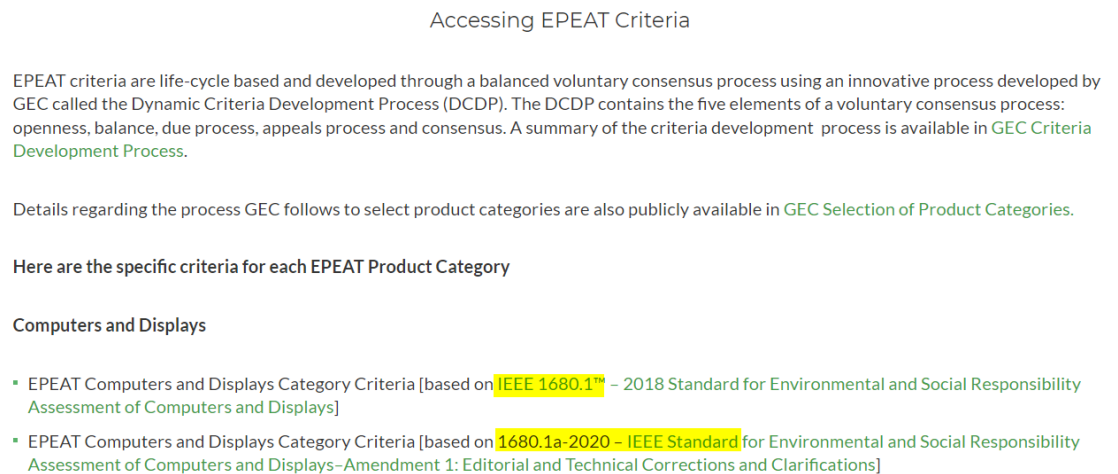 Accessing EPEAT Criteria
EPEAT criteria are life-cycle based and developed through a balanced voluntary consensus process using an innovative process developed by
GEC called the Dynamic Criteria Development Process (DCDP). The DCDP contains the five elements of a voluntary consensus process:
openness, balance, due process, appeals process and consensus. A summary of the criteria development process is available in GEC Criteria
Development Process.
Details regarding the process GEC follows to select product categories are also publicly available in GEC Selection of Product Categories.
Here are the specific criteria for each EPEAT Product Category
Computers and Displays
▪ EPEAT Computers and Displays Category Criteria [based on IEEE 1680.1™ – 2018 Standard for Environmental and Social Responsibility
Assessment of Computers and Displays]
▪ EPEAT Computers and Displays Category Criteria [based on 1680.1a-2020 – IEEE Standard for Environmental and Social Responsibility
Assessment of Computers and Displays–Amendment 1: Editorial and Technical Corrections and Clarifications]